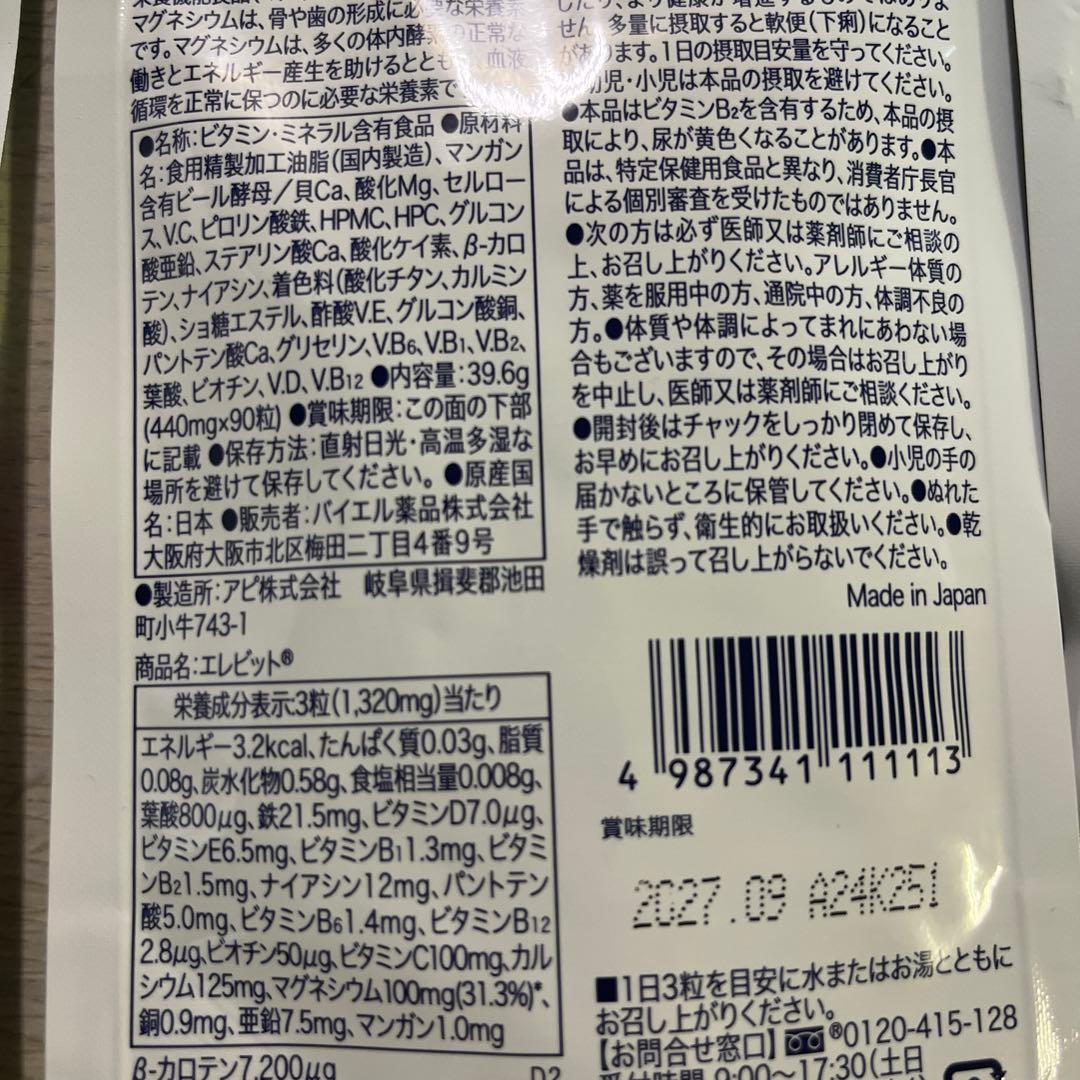 マグネシウムは、骨や歯の形成に必要な栄養素
です。マグネシウムは、多くの体内酵素の正常な
働きとエネルギー産生を助けるとともに、血液
循環を正常に保つのに必要な栄養素で
●名称:ビタミン・ミネラル含有食品 ●原材料
名:食用精製加工油脂(国内製造)、マンガン
含有ビール酵母/貝Ca、酸化Mg、セルロー
ス、V.C、ピロリン酸鉄、HPMC、HPC、グルコン
酸亜鉛、ステアリン酸Ca、酸化ケイ素、β-カロ
テン、ナイアシン、着色料(酸化チタン、カルミン
酸)、ショ糖エステル、酢酸V.E、グルコン酸銅、
パントテン酸Ca、グリセリン、V.B6、V.B1、V.B2、
葉酸、ビオチン、V.D、V.B12 ●内容量:39.6g
(440mg×90粒) ●賞味期限:この面の下部
に記載 ●保存方法:直射日光・高温多湿な
場所を避けて保存してください。 ●原産国
名:日本 ●販売者:バイエル薬品株式会社
大阪府大阪市北区梅田二丁目4番9号
●製造所:アピ株式会社 岐阜県揖斐郡池田
町小牛743-1
商品名:エレビット®
栄養成分表示:3粒(1,320mg)当たり
エネルギー3.2kcal、たんぱく質0.03g、脂質
0.08g、炭水化物0.58g、食塩相当量0.008g、
葉酸800μg、鉄21.5mg、ビタミンD7.0μg、
ビタミンE6.5mg、ビタミンB1 1.3mg、ビタミ
ンB2 1.5mg、ナイアシン12mg、パントテン
酸5.0mg、ビタミンB6 1.4mg、ビタミンB12
2.8μg、ビオチン50μg、ビタミンC100mg、カル
シウム125mg、マグネシウム100mg(31.3%)*、
銅0.9mg、亜鉛7.5mg、マンガン1.0mg
β-カロテン7,200μg
D2
せん。多量に摂取すると軟便(下痢)になること
があります。1日の摂取目安量を守ってください。
幼児・小児は本品の摂取を避けてください。
●本品はビタミンB2を含有するため、本品の摂
取により、尿が黄色くなることがあります。●本
品は、特定保健用食品と異なり、消費者庁長官
による個別審査を受けたものではありません。
●次の方は必ず医師又は薬剤師にご相談の
上、お召し上がりください。アレルギー体質の
方、薬を服用中の方、通院中の方、体調不良の
方。●体質や体調によってまれにあわない場
合もございますので、その場合はお召し上がり
を中止し、医師又は薬剤師にご相談ください。
●開封後はチャックをしっかり閉めて保存し、
お早めにお召し上がりください。●小児の手の
届かないところに保管してください。●ぬれた
手で触らず、衛生的にお取扱いください。●乾
燥剤は誤って召し上がらないでください。
Made in Japan
4 987341 111113
賞味期限
2027.09 A24K251
■1日3粒を目安に水またはお湯とともに
お召し上がりください。
【お問合せ窓口】 ®0120-415-128
受付時間 9:00~17:30(土日